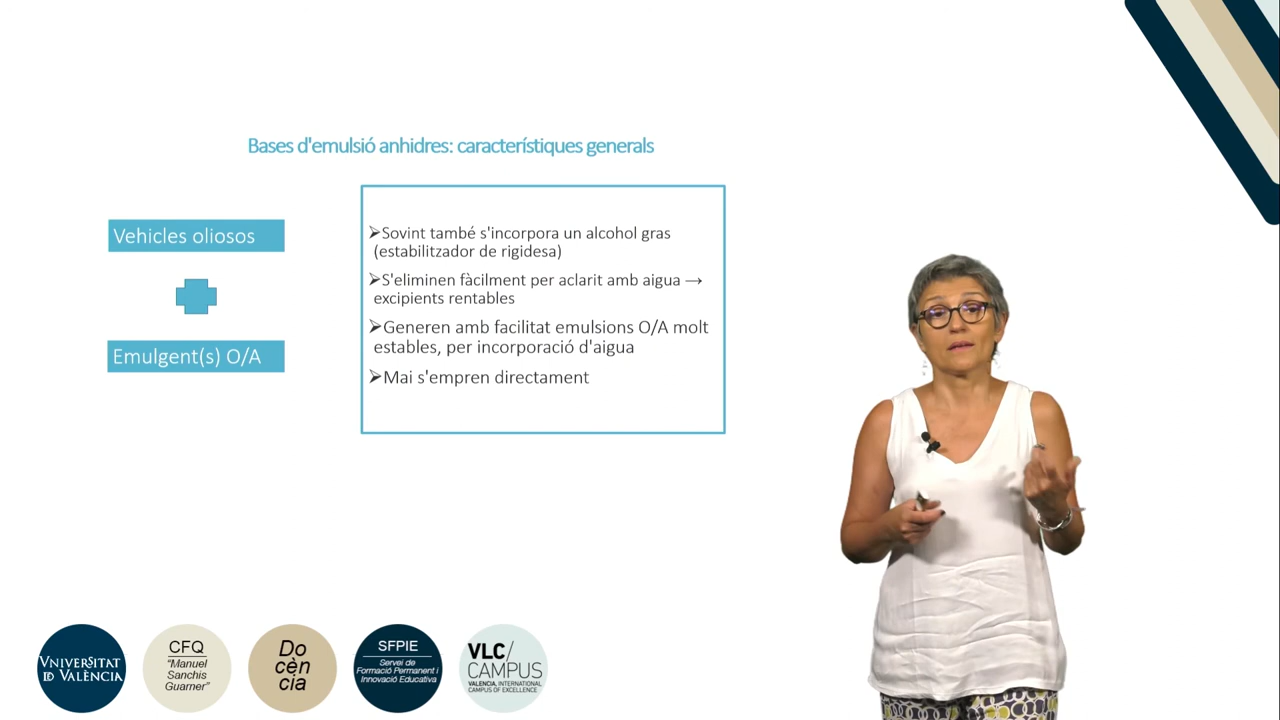 Bases d'emulsió anhidres: característiques generals
Vehicles oliosos
Emulgent(s) O/A
➢Sovint també s'incorpora un alcohol gras
(estabilitzador de rigidesa)
➢S'eliminen fàcilment per aclarit amb aigua →
excipients rentables
➢Generen amb facilitat emulsions O/A molt
estables, per incorporació d'aigua
➢Mai s'empren directament
VNIVERSITAT
ID VALÈNCIA
CFQ
"Manuel
Sanchis
Guarner"
Do
cèn
cia
SFPIE
Servei de
Formació Permanent i
Innovació Educativa
VLC/
CAMPUS
VALENCIA, INTERNATIONAL
CAMPUS OF EXCELLENCE